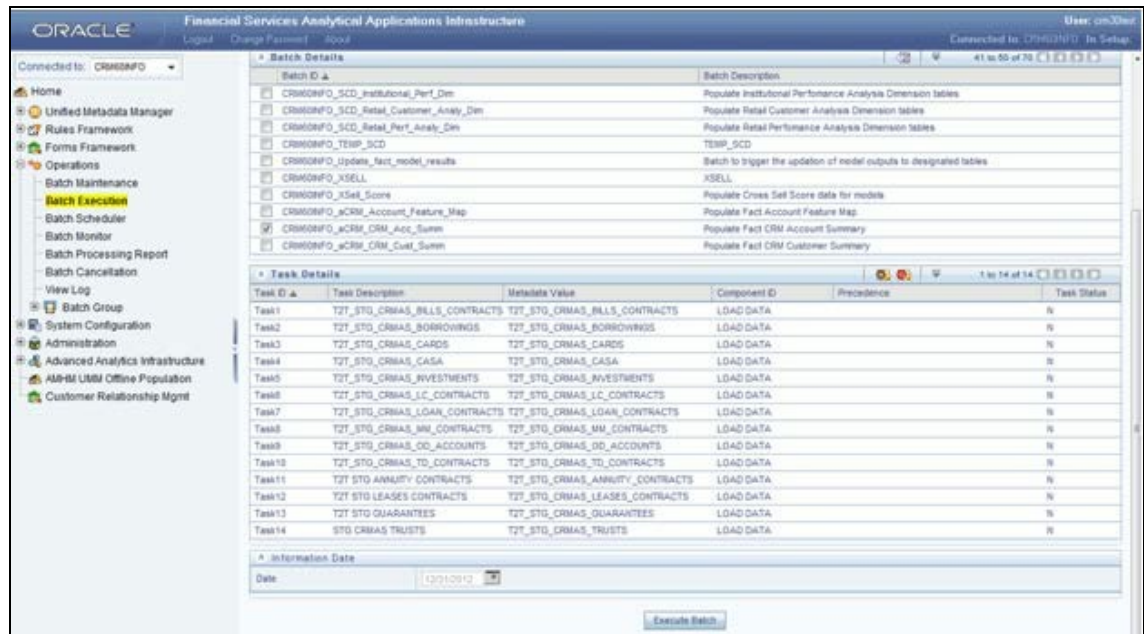 ORACLE
Financial Services Analytical Applications Infrastructure
User:
Logout Change Password About
Connected to: In Setup
Connected to: CRM60INFO
Home
Unified Metadata Manager
Rules Framework
Forms Framework
Operations
Batch Maintenance
Batch Execution
Batch Scheduler
Batch Monitor
Batch Processing Report
Batch Cancellation
View Log
Batch Group
System Configuration
Administration
Advanced Analytics Infrastructure
AMHM UMM Offline Population
Customer Relationship Mgmt
Batch Details 41 to 55 of 70
Batch ID Batch Description
CRM60INFO_SCD_Institutional_Perf_Dim Populate Institutional Perfomance Analysis Dimension tables
CRM60INFO_SCD_Retail_Customer_Analy_Dim Populate Retail Customer Analysis Dimension tables
CRM60INFO_SCD_Retail_Perf_Analy_Dim Populate Retail Perfomance Analysis Dimension tables
CRM60INFO_TEMP_SCD TEMP_SCD
CRM60INFO_Update_fact_model_results Batch to trigger the updation of model outputs to designated tables
CRM60INFO_XSELL XSELL
CRM60INFO_XSell_Score Populate Cross Sell Score data for models
CRM60INFO_aCRM_Account_Feature_Map Populate Fact Account Feature Map
CRM60INFO_aCRM_CRM_Acc_Summ Populate Fact CRM Account Summary
CRM60INFO_aCRM_CRM_Cust_Summ Populate Fact CRM Customer Summary
Task Details 1 to 14 of 14
Task ID Task Description Metadata Value Component ID Precedence Task Status
Task1 T2T_STG_CRMAS_BILLS_CONTRACTS T2T_STG_CRMAS_BILLS_CONTRACTS LOAD DATA N
Task2 T2T_STG_CRMAS_BORROWINGS T2T_STG_CRMAS_BORROWINGS LOAD DATA N
Task3 T2T_STG_CRMAS_CARDS T2T_STG_CRMAS_CARDS LOAD DATA N
Task4 T2T_STG_CRMAS_CASA T2T_STG_CRMAS_CASA LOAD DATA N
Task5 T2T_STG_CRMAS_INVESTMENTS T2T_STG_CRMAS_INVESTMENTS LOAD DATA N
Task6 T2T_STG_CRMAS_LC_CONTRACTS T2T_STG_CRMAS_LC_CONTRACTS LOAD DATA N
Task7 T2T_STG_CRMAS_LOAN_CONTRACTS T2T_STG_CRMAS_LOAN_CONTRACTS LOAD DATA N
Task8 T2T_STG_CRMAS_MM_CONTRACTS T2T_STG_CRMAS_MM_CONTRACTS LOAD DATA N
Task9 T2T_STG_CRMAS_OD_ACCOUNTS T2T_STG_CRMAS_OD_ACCOUNTS LOAD DATA N
Task10 T2T_STG_CRMAS_TD_CONTRACTS T2T_STG_CRMAS_TD_CONTRACTS LOAD DATA N
Task11 T2T STG ANNUITY CONTRACTS T2T_STG_CRMAS_ANNUITY_CONTRACTS LOAD DATA N
Task12 T2T STG LEASES CONTRACTS T2T_STG_CRMAS_LEASES_CONTRACTS LOAD DATA N
Task13 T2T STG GUARANTEES T2T_STG_CRMAS_GUARANTEES LOAD DATA N
Task14 STG CRMAS TRUSTS T2T_STG_CRMAS_TRUSTS LOAD DATA N
Information Date
Date 12/31/2012
Execute Batch